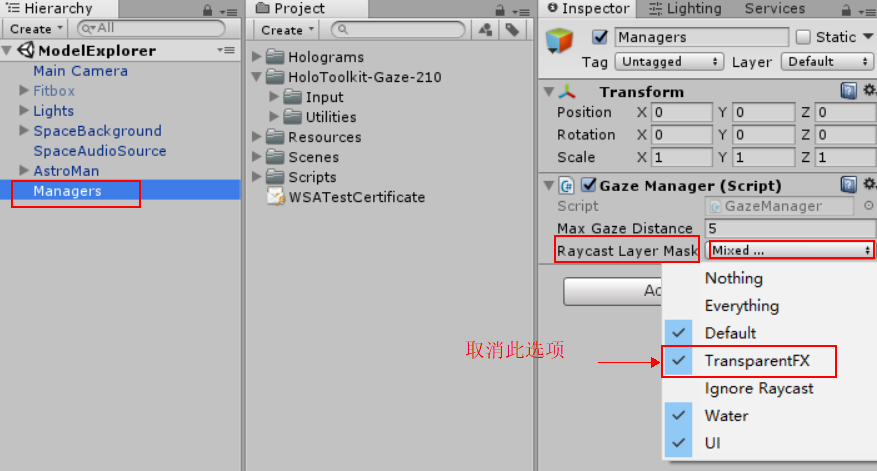 Hierarchy
Create
All
ModelExplorer
Main Camera
Fitbox
Lights
SpaceBackground
SpaceAudioSource
AstroMan
Managers
Project
Create
Holograms
HoloToolkit-Gaze-210
Input
Utilities
Resources
Scenes
Scripts
WSATestCertificate
Inspector Lighting Services
Managers Static
Tag Untagged Layer Default
Transform
Position X 0 Y 0 Z 0
Rotation X 0 Y 0 Z 0
Scale X 1 Y 1 Z 1
Gaze Manager (Script)
Script GazeManager
Max Gaze Distance 5
Raycast Layer Mask Mixed ...
Nothing
Everything
Default
取消此选项
TransparentFX
Ignore Raycast
Water
UI